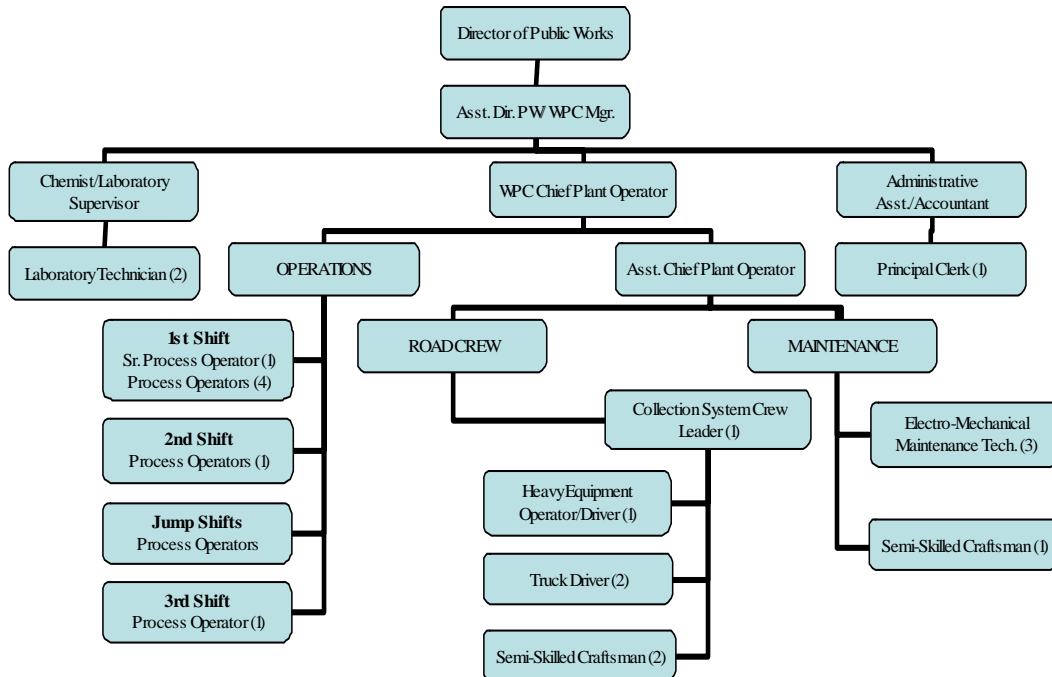 Director of Public Works
Asst. Dir. PW/ WPC Mgr.
Chemist/Laboratory
Supervisor
WPC Chief Plant Operator
Administrative
Asst./Accountant
Laboratory Technician (2)
OPERATIONS
Asst. Chief Plant Operator
Principal Clerk (1)
1st Shift
Sr. Process Operator (1)
Process Operators (4)
ROAD CREW
MAINTENANCE
Collection System Crew
Leader (1)
Electro-Mechanical
Maintenance Tech. (3)
2nd Shift
Process Operators (1)
Heavy Equipment
Operator/Driver (1)
Jump Shifts
Process Operators
Semi-Skilled Craftsman (1)
Truck Driver (2)
3rd Shift
Process Operator (1)
Semi-Skilled Craftsman (2)